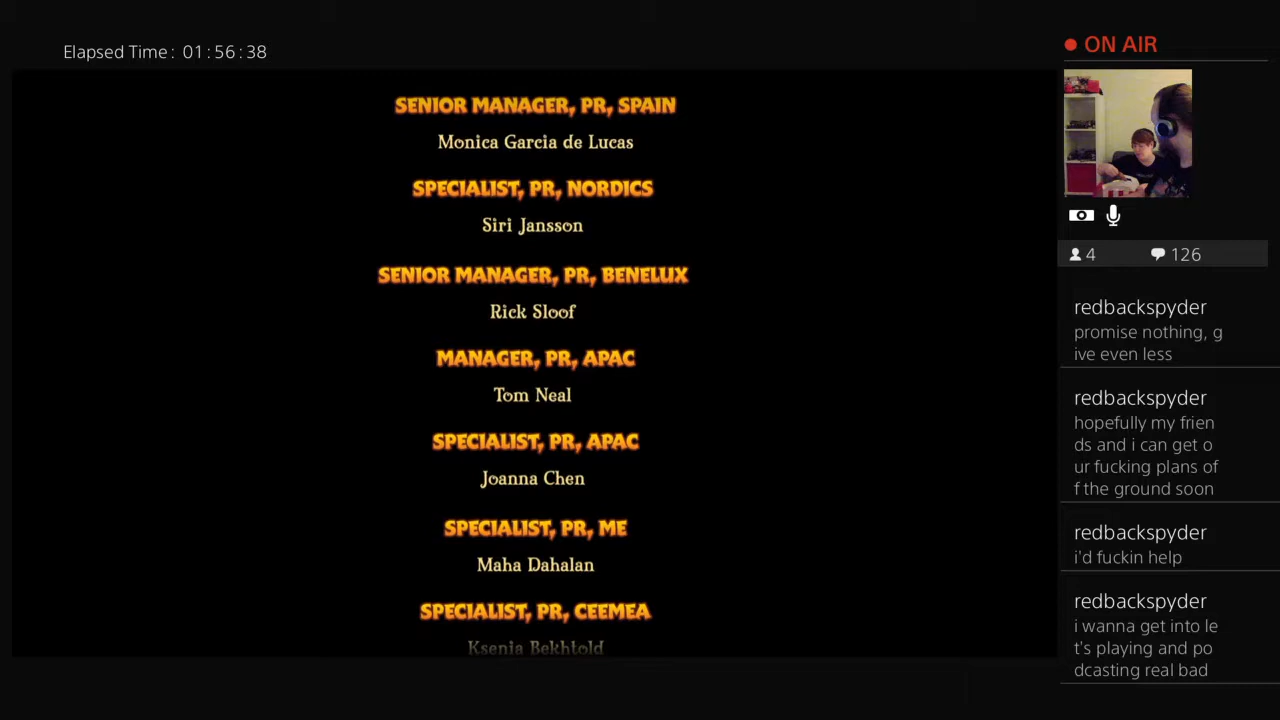 Elapsed Time: 01:56:38
ON AIR
SENIOR MANAGER, PR, SPAIN
Monica Garcia de Lucas
SPECIALIST, PR, NORDICS
Siri Jansson
SENIOR MANAGER, PR, BENELUX
Rick Sloof
MANAGER, PR, APAC
Tom Neal
SPECIALIST, PR, APAC
Joanna Chen
SPECIALIST, PR, ME
Maha Dahalan
SPECIALIST, PR, CEEMEA
Ksenia Bekhtold
4 126
redbackspyder
promise nothing, g
ive even less
redbackspyder
hopefully my frien
ds and i can get o
ur fucking plans of
f the ground soon
redbackspyder
i'd fuckin help
redbackspyder
i wanna get into le
t's playing and po
dcasting real bad